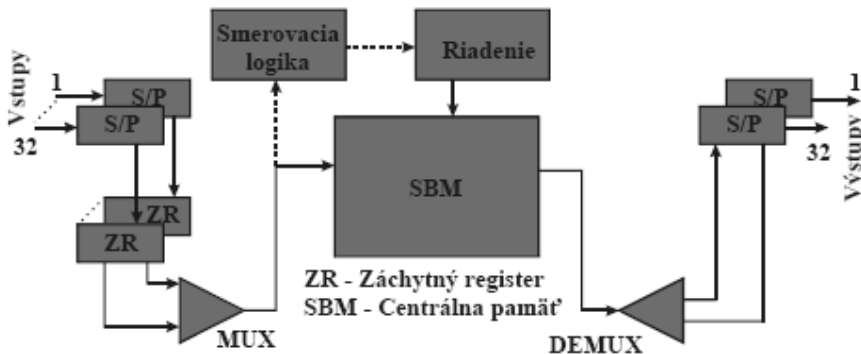 Smerovacia
logika
Riadenie
Vstupy
1
S/P
S/P
32
ZR
ZR
MUX
SBM
ZR - Záchytný register
SBM - Centrálna pamäť
DEMUX
S/P
S/P
1
32
Výstupy